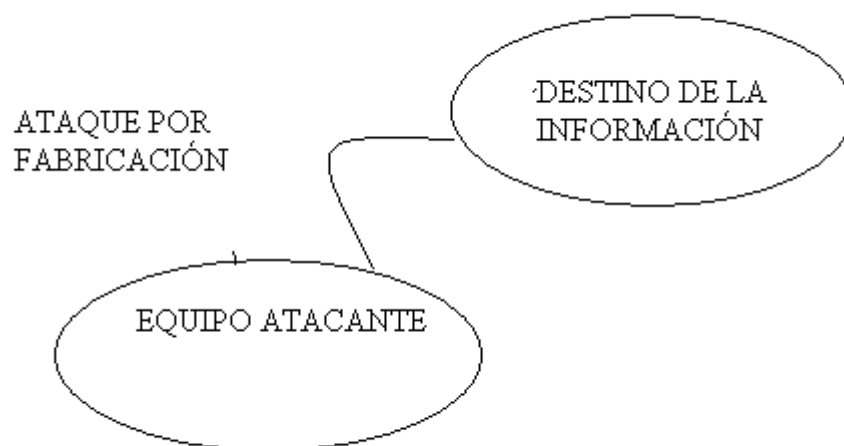 ATAQUE POR
FABRICACIÓN
DESTINO DE LA
INFORMACIÓN
EQUIPO ATACANTE